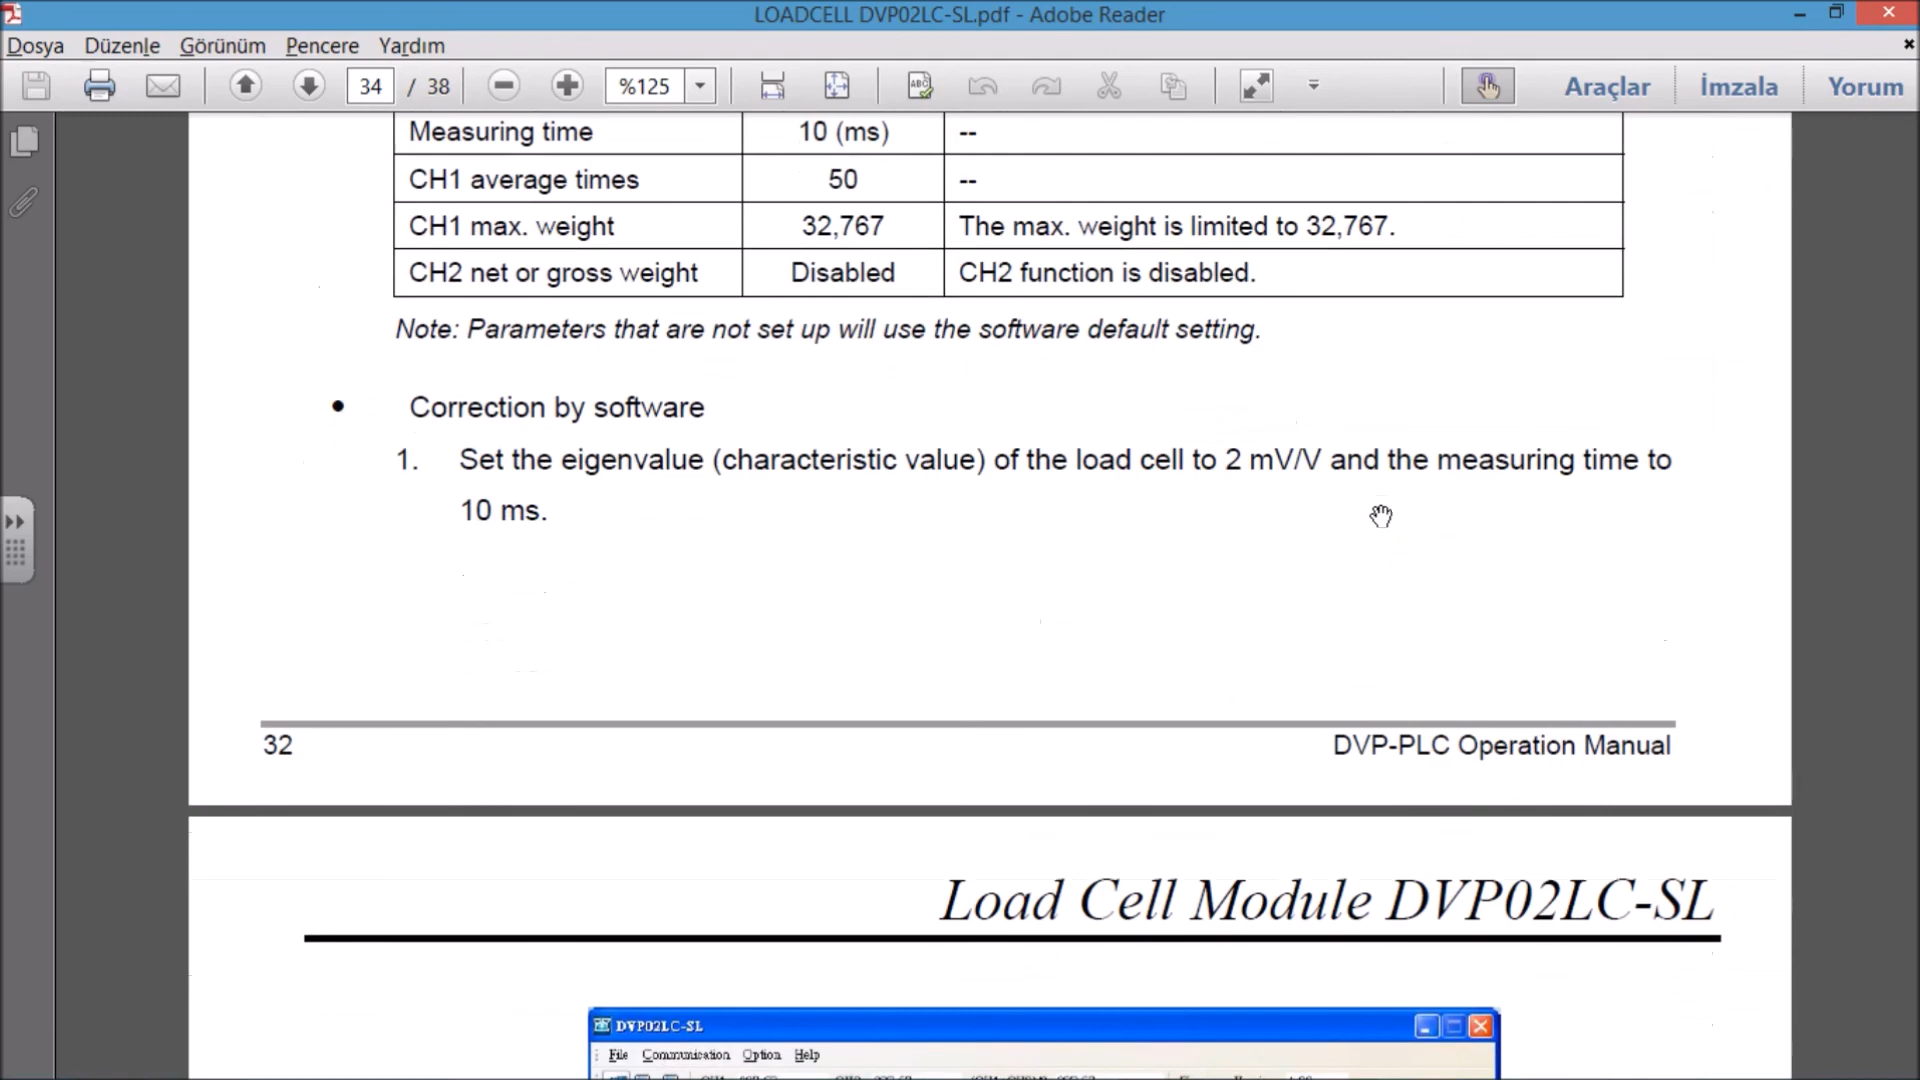 LOADCELL DVP02LC-SL.pdf - Adobe Reader
Dosya Düzenle Görünüm Pencere Yardım
34 / 38 %125 Araçlar İmzala Yorum
Measuring time 10 (ms) --
CH1 average times 50 --
CH1 max. weight 32,767 The max. weight is limited to 32,767.
CH2 net or gross weight Disabled CH2 function is disabled.
Note: Parameters that are not set up will use the software default setting.
• Correction by software
1. Set the eigenvalue (characteristic value) of the load cell to 2 mV/V and the measuring time to
10 ms.
32 DVP-PLC Operation Manual
Load Cell Module DVP02LC-SL
DVP02LC-SL
File Communication Option Help